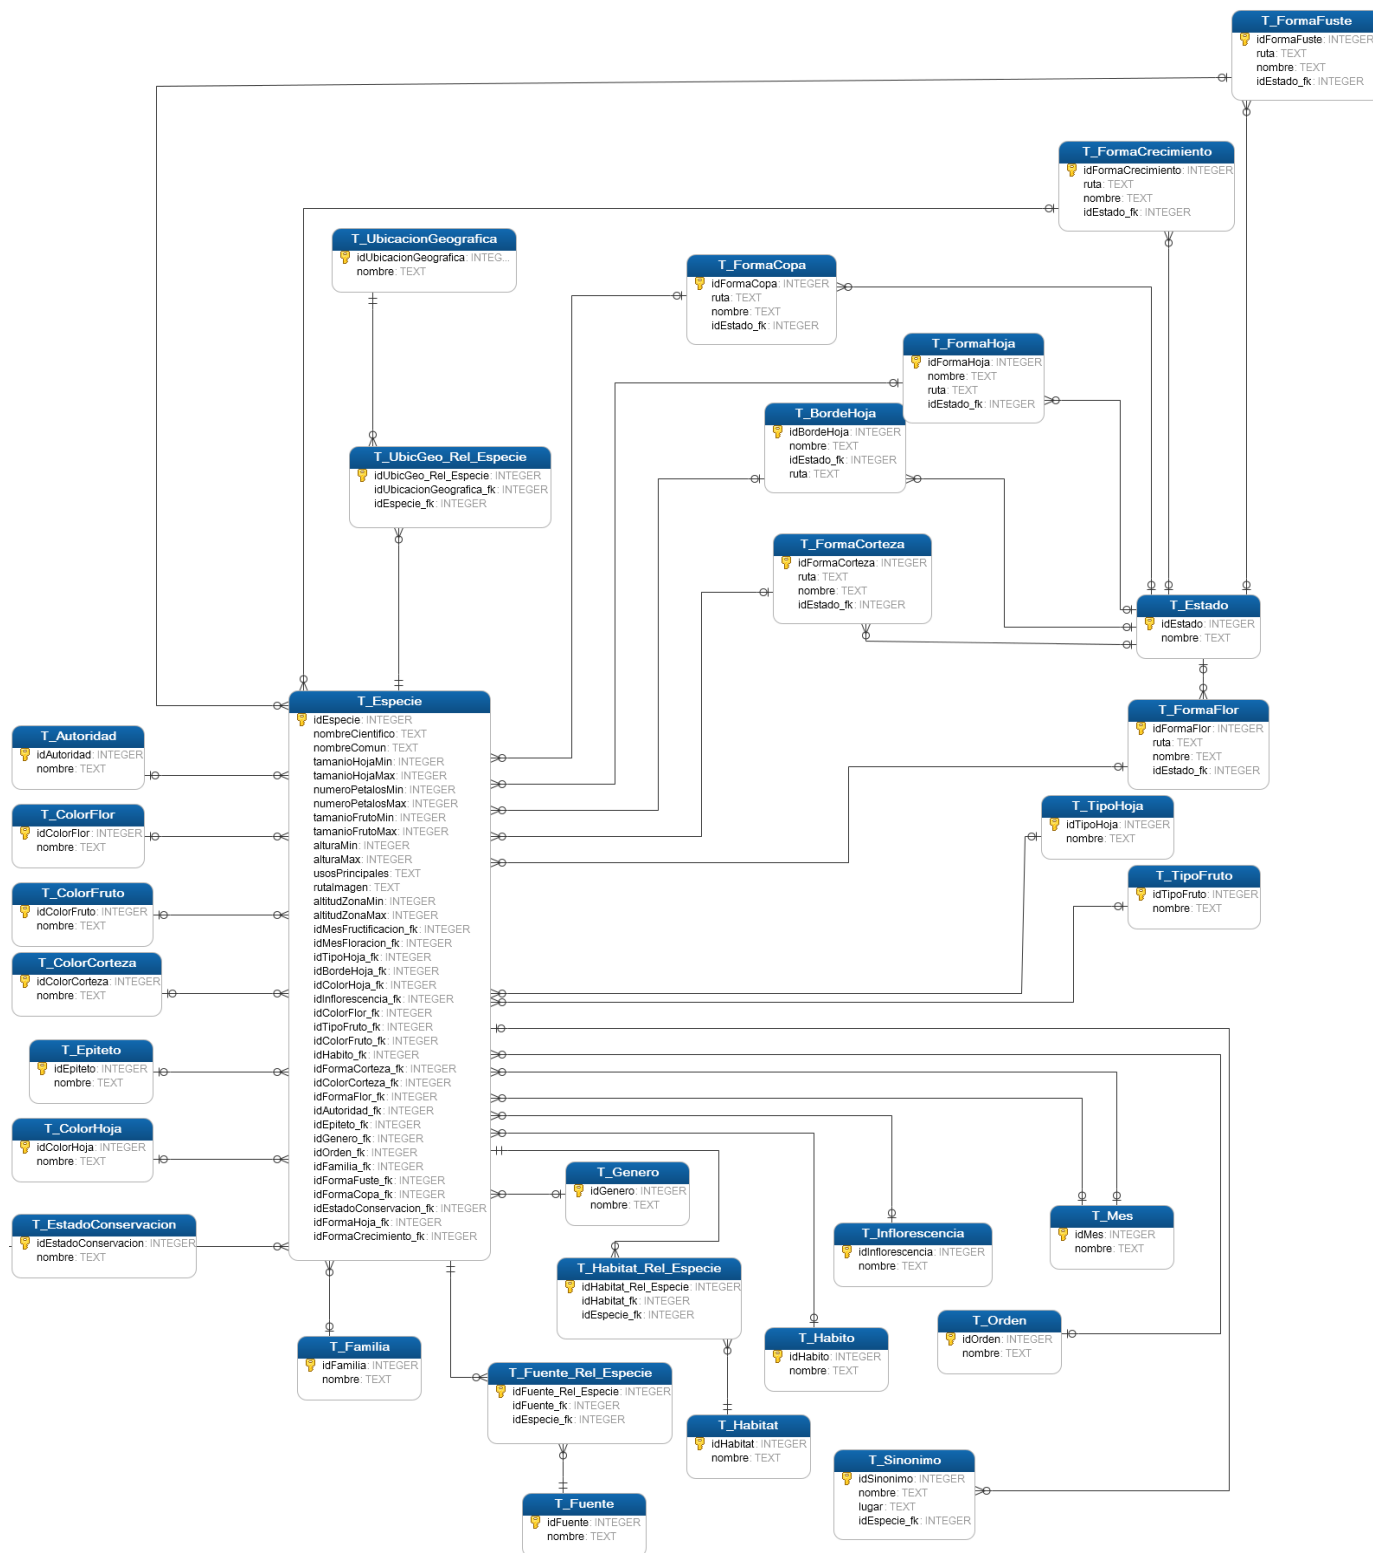 T_FormaFuste
idFormaFuste: INTEGER
ruta: TEXT
nombre: TEXT
idEstado_fk: INTEGER
T_FormaCrecimiento
idFormaCrecimiento: INTEGER
ruta: TEXT
nombre: TEXT
idEstado_fk: INTEGER
T_UbicacionGeografica
idUbicacionGeografica: INTEG...
nombre: TEXT
T_FormaCopa
idFormaCopa: INTEGER
ruta: TEXT
nombre: TEXT
idEstado_fk: INTEGER
T_FormaHoja
idFormaHoja: INTEGER
nombre: TEXT
ruta: TEXT
idEstado_fk: INTEGER
T_BordeHoja
idBordeHoja: INTEGER
nombre: TEXT
idEstado_fk: INTEGER
ruta: TEXT
T_UbicGeo_Rel_Especie
idUbicGeo_Rel_Especie: INTEGER
idUbicacionGeografica_fk: INTEGER
idEspecie_fk: INTEGER
T_FormaCorteza
idFormaCorteza: INTEGER
ruta: TEXT
nombre: TEXT
idEstado_fk: INTEGER
T_Estado
idEstado: INTEGER
nombre: TEXT
T_Especie
idEspecie: INTEGER
nombreCientifico: TEXT
nombreComun: TEXT
tamanioHojaMin: INTEGER
tamanioHojaMax: INTEGER
numeroPetalosMin: INTEGER
numeroPetalosMax: INTEGER
tamanioFrutoMin: INTEGER
tamanioFrutoMax: INTEGER
alturaMin: INTEGER
alturaMax: INTEGER
usosPrincipales: TEXT
rutaImagen: TEXT
altitudZonaMin: INTEGER
altitudZonaMax: INTEGER
idMesFructificacion_fk: INTEGER
idMesFloracion_fk: INTEGER
idTipoHoja_fk: INTEGER
idBordeHoja_fk: INTEGER
idColorHoja_fk: INTEGER
idInflorescencia_fk: INTEGER
idColorFlor_fk: INTEGER
idTipoFruto_fk: INTEGER
idColorFruto_fk: INTEGER
idHabito_fk: INTEGER
idFormaCorteza_fk: INTEGER
idColorCorteza_fk: INTEGER
idFormaFlor_fk: INTEGER
idAutoridad_fk: INTEGER
idEpiteto_fk: INTEGER
idGenero_fk: INTEGER
idOrden_fk: INTEGER
idFamilia_fk: INTEGER
idFormaFuste_fk: INTEGER
idFormaCopa_fk: INTEGER
idEstadoConservacion_fk: INTEGER
idFormaHoja_fk: INTEGER
idFormaCrecimiento_fk: INTEGER
T_FormaFlor
idFormaFlor: INTEGER
ruta: TEXT
nombre: TEXT
idEstado_fk: INTEGER
T_Autoridad
idAutoridad: INTEGER
nombre: TEXT
T_ColorFlor
idColorFlor: INTEGER
nombre: TEXT
T_TipoHoja
idTipoHoja: INTEGER
nombre: TEXT
T_TipoFruto
idTipoFruto: INTEGER
nombre: TEXT
T_ColorFruto
idColorFruto: INTEGER
nombre: TEXT
T_ColorCorteza
idColorCorteza: INTEGER
nombre: TEXT
T_Epiteto
idEpiteto: INTEGER
nombre: TEXT
T_ColorHoja
idColorHoja: INTEGER
nombre: TEXT
T_EstadoConservacion
idEstadoConservacion: INTEGER
nombre: TEXT
T_Genero
idGenero: INTEGER
nombre: TEXT
T_Inflorescencia
idInflorescencia: INTEGER
nombre: TEXT
T_Mes
idMes: INTEGER
nombre: TEXT
T_Habitat_Rel_Especie
idHabitat_Rel_Especie: INTEGER
idHabitat_fk: INTEGER
idEspecie_fk: INTEGER
T_Orden
idOrden: INTEGER
nombre: TEXT
T_Habito
idHabito: INTEGER
nombre: TEXT
T_Familia
idFamilia: INTEGER
nombre: TEXT
T_Fuente_Rel_Especie
idFuente_Rel_Especie: INTEGER
idFuente_fk: INTEGER
idEspecie_fk: INTEGER
T_Habitat
idHabitat: INTEGER
nombre: TEXT
T_Sinonimo
idSinonimo: INTEGER
nombre: TEXT
lugar: TEXT
idEspecie_fk: INTEGER
T_Fuente
idFuente: INTEGER
nombre: TEXT